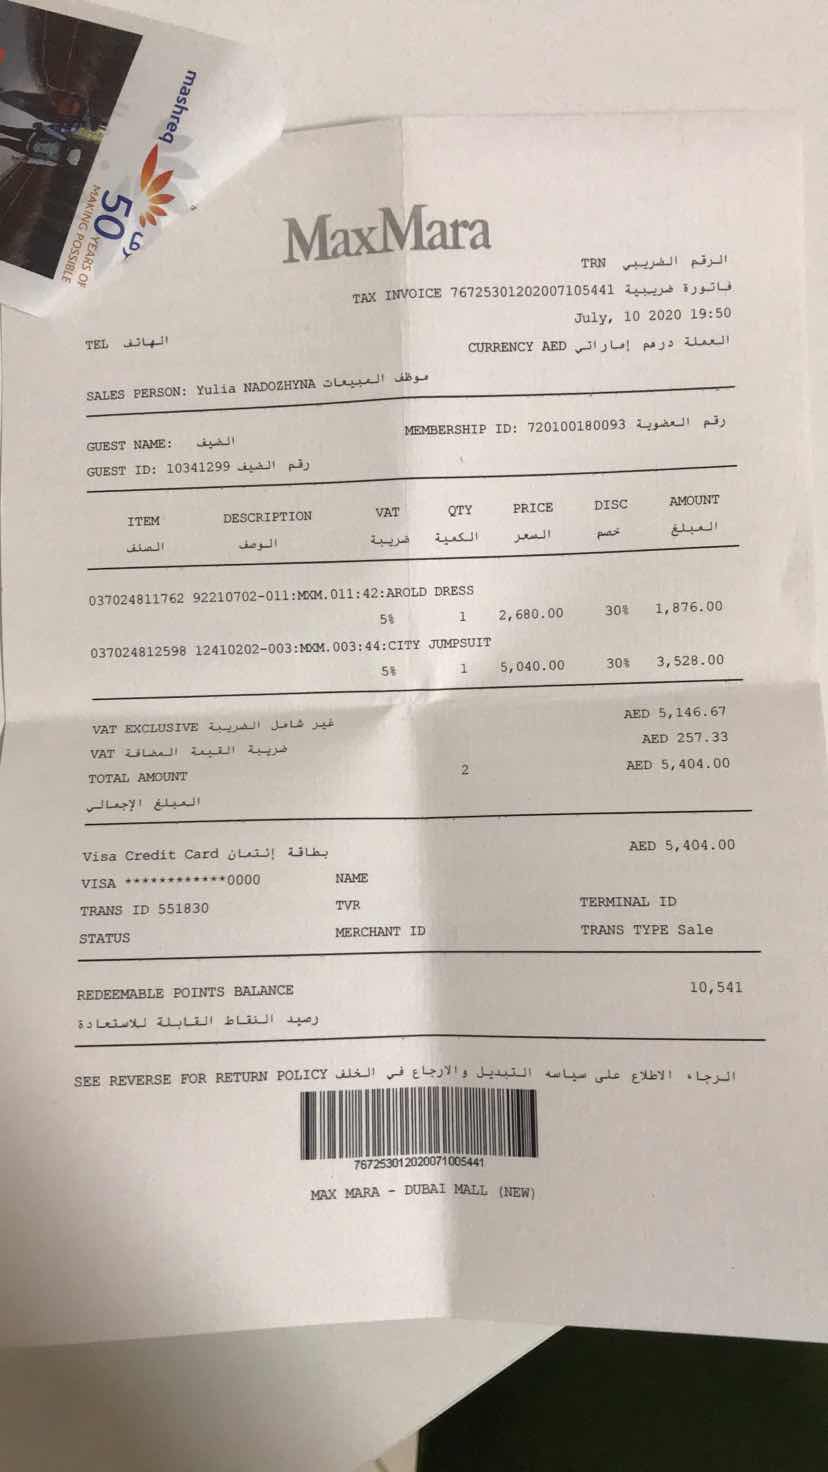 mashreq
50 YEARS OF
MAKING POSSIBLE
MaxMara
TRN الرقم الضريبي
TAX INVOICE 76725301202007105441 فاتورة ضريبية
July, 10 2020 19:50
TEL الهاتف
CURRENCY AED العملة درهم إماراتي
SALES PERSON: Yulia NADOZHYNA موظف المبيعات
MEMBERSHIP ID: 720100180093 رقم العضوية
GUEST NAME: الضيف
GUEST ID: 10341299 رقم الضيف
ITEM DESCRIPTION VAT QTY PRICE DISC AMOUNT
الصنف الوصف ضريبة الكمية السعر خصم المبلغ
037024811762 92210702-011:MXM.011:42:AROLD DRESS
5% 1 2,680.00 30% 1,876.00
037024812598 12410202-003:MXM.003:44:CITY JUMPSUIT
5% 1 5,040.00 30% 3,528.00
VAT EXCLUSIVE غير شامل الضريبة AED 5,146.67
VAT ضريبة القيمة المضافة AED 257.33
TOTAL AMOUNT 2 AED 5,404.00
المبلغ الإجمالي
Visa Credit Card بطاقة إئتمان AED 5,404.00
VISA ************0000 NAME
TRANS ID 551830 TVR TERMINAL ID
STATUS MERCHANT ID TRANS TYPE Sale
REDEEMABLE POINTS BALANCE 10,541
رصيد النقاط القابلة للاستعادة
SEE REVERSE FOR RETURN POLICY الرجاء الاطلاع على سياسه التبديل والارجاع في الخلف
767253012020071005441
MAX MARA - DUBAI MALL (NEW)